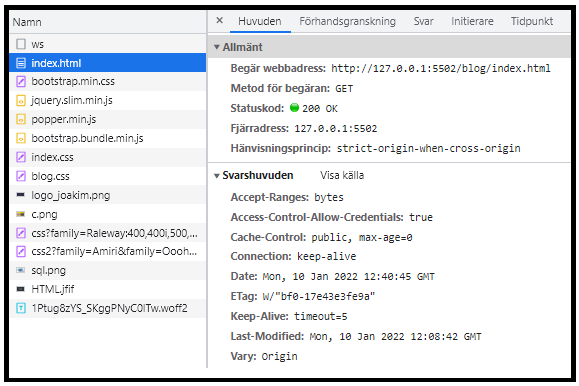 Namn
ws
index.html
bootstrap.min.css
jquery.slim.min.js
popper.min.js
bootstrap.bundle.min.js
index.css
blog.css
logo_joakim.png
c.png
css?family=Raleway:400,400i,500,...
css2?family=Amiri&family=Oooh...
sql.png
HTML.jfif
1Ptug8zYS_SKggPNyC0ITw.woff2
× Huvuden Förhandsgranskning Svar Initierare Tidpunkt
▼ Allmänt
Begär webbadress: http://127.0.0.1:5502/blog/index.html
Metod för begäran: GET
Statuskod: 200 OK
Fjärradress: 127.0.0.1:5502
Hänvisningsprincip: strict-origin-when-cross-origin
▼ Svarshuvuden Visa källa
Accept-Ranges: bytes
Access-Control-Allow-Credentials: true
Cache-Control: public, max-age=0
Connection: keep-alive
Date: Mon, 10 Jan 2022 12:40:45 GMT
ETag: W/"bf0-17e43e3fe9a"
Keep-Alive: timeout=5
Last-Modified: Mon, 10 Jan 2022 12:08:42 GMT
Vary: Origin